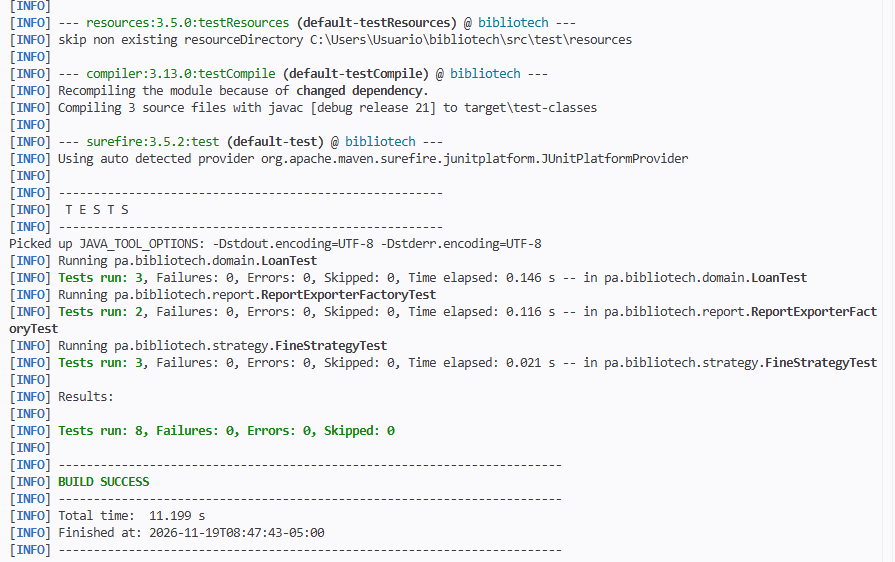 [INFO]
[INFO] --- resources:3.5.0:testResources (default-testResources) @ bibliotech ---
[INFO] skip non existing resourceDirectory C:\Users\Usuario\bibliotech\src\test\resources
[INFO]
[INFO] --- compiler:3.13.0:testCompile (default-testCompile) @ bibliotech ---
[INFO] Recompiling the module because of changed dependency.
[INFO] Compiling 3 source files with javac [debug release 21] to target\test-classes
[INFO]
[INFO] --- surefire:3.5.2:test (default-test) @ bibliotech ---
[INFO] Using auto detected provider org.apache.maven.surefire.junitplatform.JUnitPlatformProvider
[INFO]
[INFO] -------------------------------------------------------
[INFO]  T E S T S
[INFO] -------------------------------------------------------
Picked up JAVA_TOOL_OPTIONS: -Dstdout.encoding=UTF-8 -Dstderr.encoding=UTF-8
[INFO] Running pa.bibliotech.domain.LoanTest
[INFO] Tests run: 3, Failures: 0, Errors: 0, Skipped: 0, Time elapsed: 0.146 s -- in pa.bibliotech.domain.LoanTest
[INFO] Running pa.bibliotech.report.ReportExporterFactoryTest
[INFO] Tests run: 2, Failures: 0, Errors: 0, Skipped: 0, Time elapsed: 0.116 s -- in pa.bibliotech.report.ReportExporterFact
oryTest
[INFO] Running pa.bibliotech.strategy.FineStrategyTest
[INFO] Tests run: 3, Failures: 0, Errors: 0, Skipped: 0, Time elapsed: 0.021 s -- in pa.bibliotech.strategy.FineStrategyTest
[INFO]
[INFO] Results:
[INFO]
[INFO] Tests run: 8, Failures: 0, Errors: 0, Skipped: 0
[INFO]
[INFO] ------------------------------------------------------------------------
[INFO] BUILD SUCCESS
[INFO] ------------------------------------------------------------------------
[INFO] Total time:  11.199 s
[INFO] Finished at: 2026-11-19T08:47:43-05:00
[INFO] ------------------------------------------------------------------------